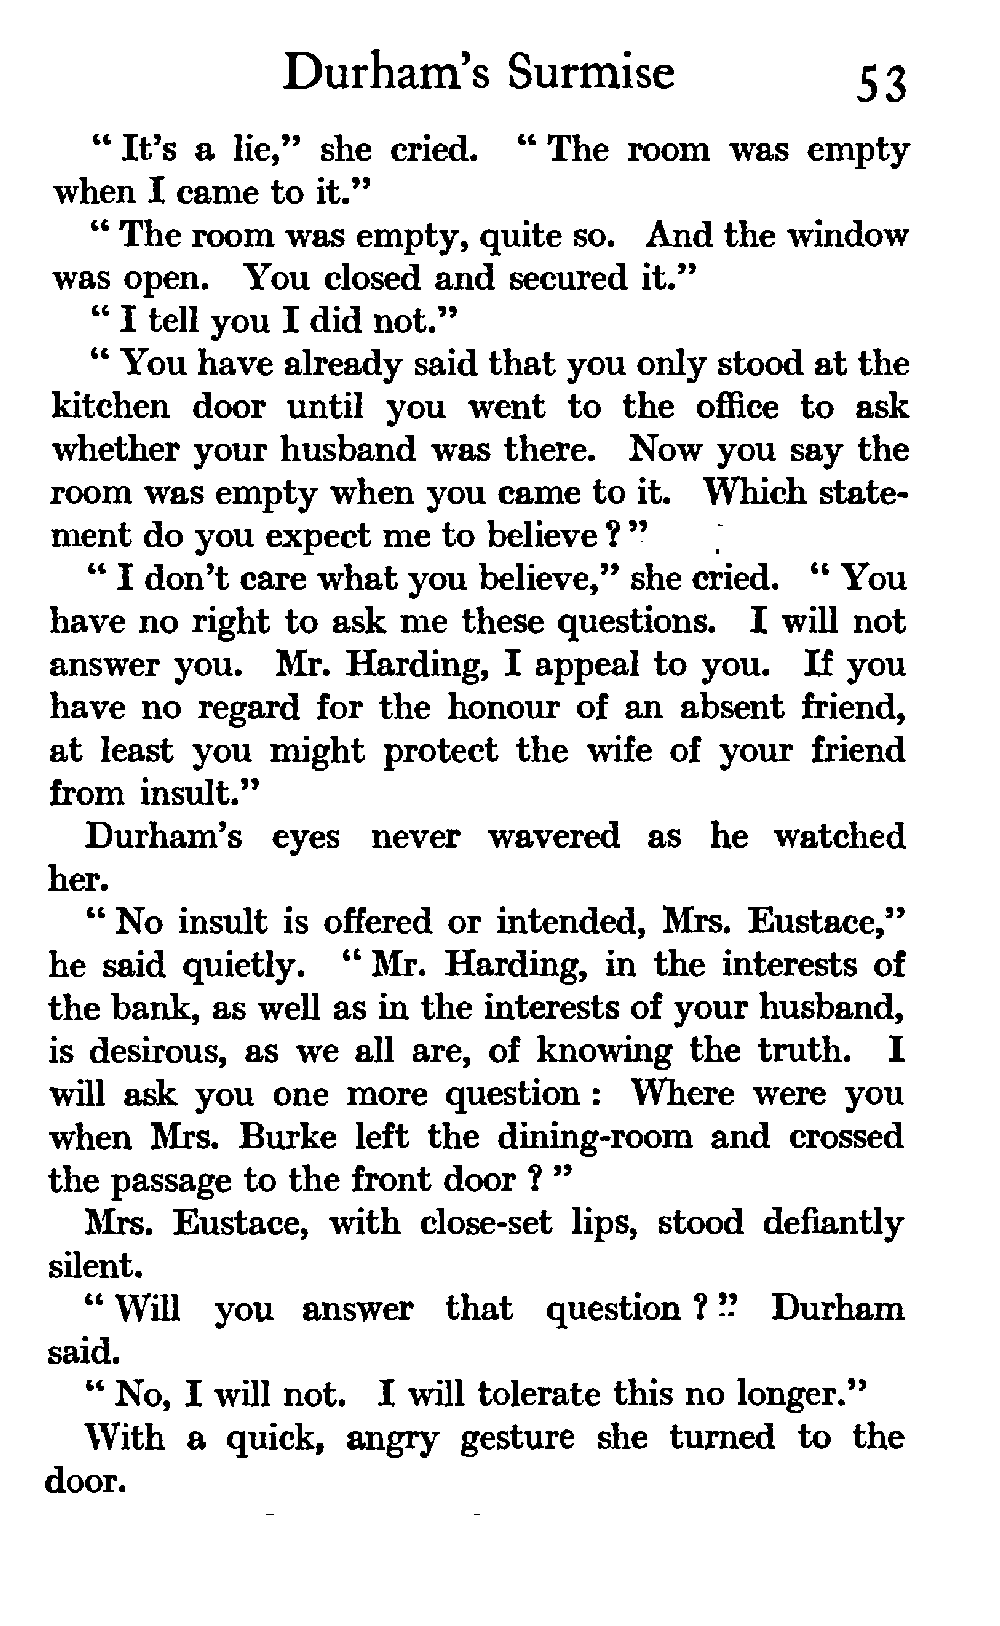 Durham's Surmise 53
" It's a lie," she cried. " The room was empty
when I came to it."
" The room was empty, quite so. And the window
was open. You closed and secured it."
" I tell you I did not."
" You have already said that you only stood at the
kitchen door until you went to the office to ask
whether your husband was there. Now you say the
room was empty when you came to it. Which state-
ment do you expect me to believe ? "
" I don't care what you believe," she cried. " You
have no right to ask me these questions. I will not
answer you. Mr. Harding, I appeal to you. If you
have no regard for the honour of an absent friend,
at least you might protect the wife of your friend
from insult."
Durham's eyes never wavered as he watched
her.
" No insult is offered or intended, Mrs. Eustace,"
he said quietly. " Mr. Harding, in the interests of
the bank, as well as in the interests of your husband,
is desirous, as we all are, of knowing the truth. I
will ask you one more question : Where were you
when Mrs. Burke left the dining-room and crossed
the passage to the front door ? "
Mrs. Eustace, with close-set lips, stood defiantly
silent.
" Will you answer that question ? " Durham
said.
" No, I will not. I will tolerate this no longer."
With a quick, angry gesture she turned to the
door.